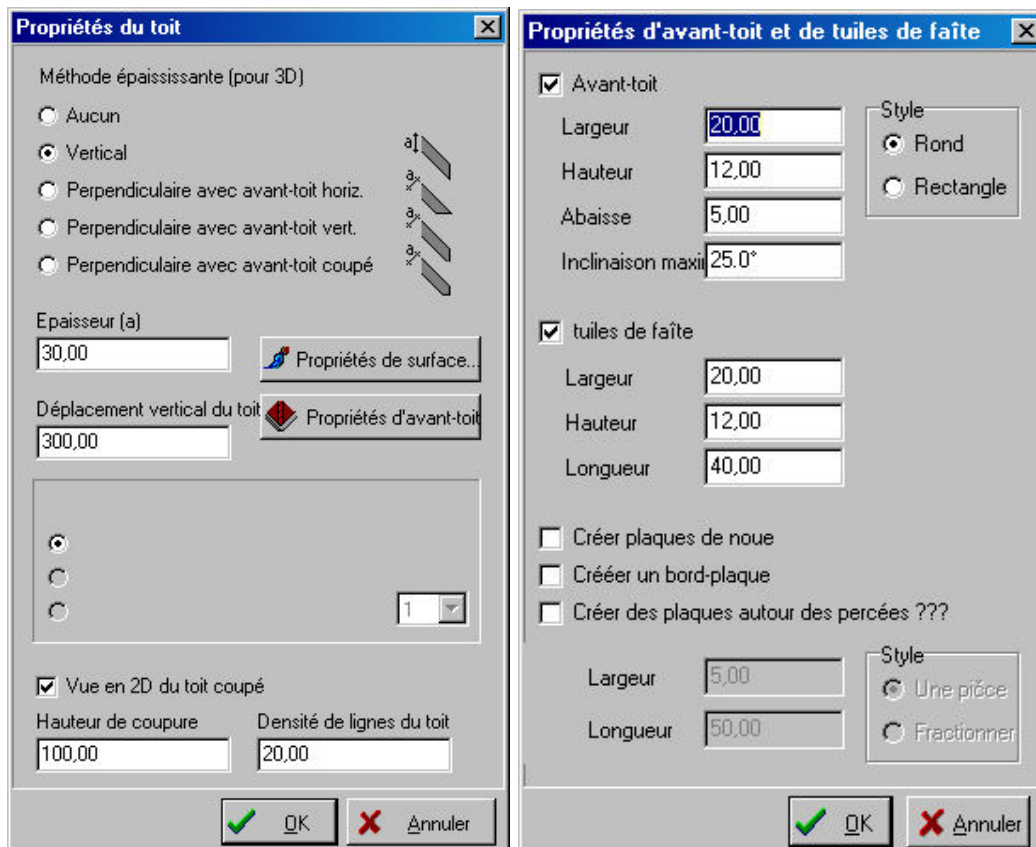 Propriétés du toit
Méthode épaississante (pour 3D)
Aucun
Vertical
Perpendiculaire avec avant-toit horiz.
Perpendiculaire avec avant-toit vert.
Perpendiculaire avec avant-toit coupé
a
a
a
a
Epaisseur (a)
30,00
Propriétés de surface...
Déplacement vertical du toit
300,00
Propriétés d'avant-toit
1
Vue en 2D du toit coupé
Hauteur de coupure
Densité de lignes du toit
100,00
20,00
OK
Annuler
Propriétés d'avant-toit et de tuiles de faîte
Avant-toit
Largeur
20,00
Hauteur
12,00
Abaisse
5,00
Inclinaison maxi
25.0°
Style
Rond
Rectangle
tuiles de faîte
Largeur
20,00
Hauteur
12,00
Longueur
40,00
Créer plaques de noue
Crééer un bord-plaque
Créer des plaques autour des percées ???
Largeur
5,00
Longueur
50,00
Style
Une pičce
Fractionner
OK
Annuler